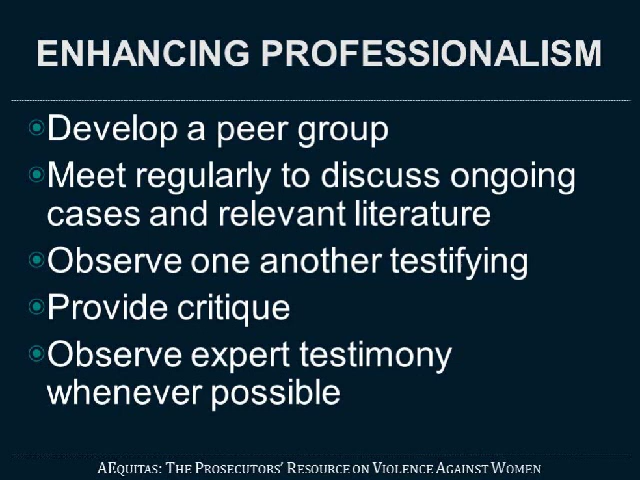 ENHANCING PROFESSIONALISM
Develop a peer group
Meet regularly to discuss ongoing
cases and relevant literature
Observe one another testifying
Provide critique
Observe expert testimony
whenever possible
AEQUITAS: THE PROSECUTORS' RESOURCE ON VIOLENCE AGAINST WOMEN